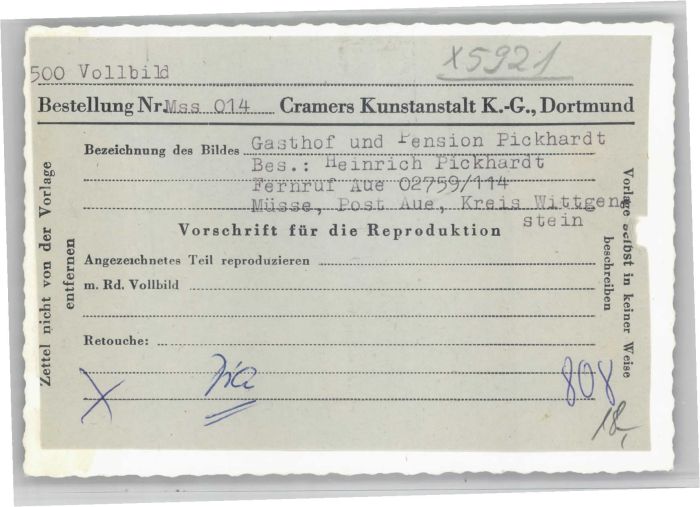 x5921
500 Vollbild
Bestellung Nr. Mss 014 Cramers Kunstanstalt K.-G., Dortmund
Bezeichnung des Bildes Gasthof und Pension Pickhardt
Bes.: Heinrich Pickhardt
Fernruf Aue 02759/114
Müsse, Post Aue, Kreis Wittgen
stein
Vorschrift für die Reproduktion
Angezeichnetes Teil reproduzieren
m. Rd. Vollbild
Retouche:
X
808
18,-
Zettel nicht von der Vorlage
entfernen
Vorlage selbst in keiner Weise
beschreiben